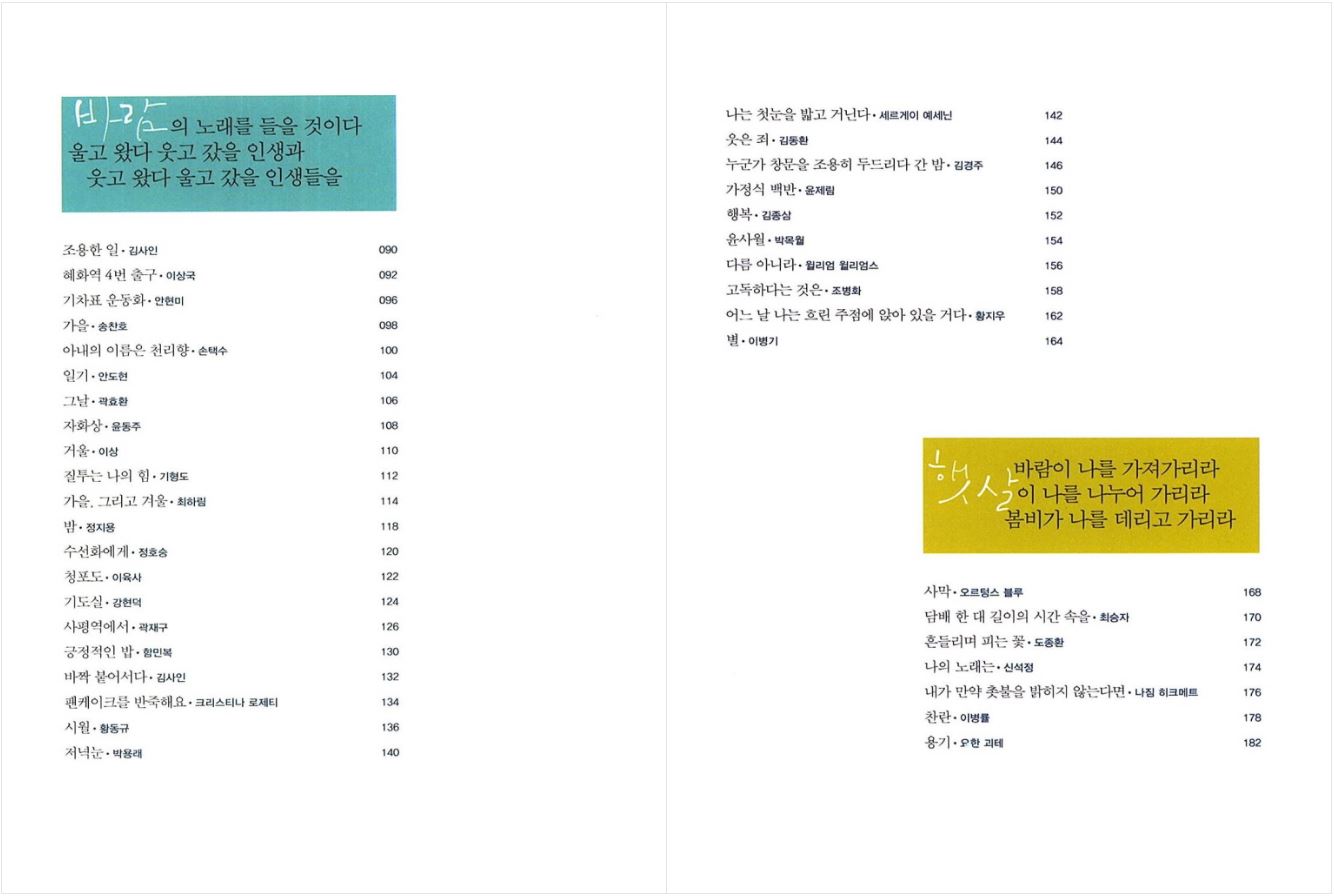 바람의 노래를 들을 것이다
울고 왔다 웃고 갔을 인생과
웃고 왔다 울고 갔을 인생들을
조용한 일 • 김사인 090
혜화역 4번 출구 • 이상국 092
기차표 운동화 • 안현미 096
가을 • 송찬호 098
아내의 이름은 천리향 • 손택수 100
일기 • 안도현 104
그날 • 곽효환 106
자화상 • 윤동주 108
거울 • 이상 110
질투는 나의 힘 • 기형도 112
가을, 그리고 겨울 • 최하림 114
밤 • 정지용 118
수선화에게 • 정호승 120
청포도 • 이육사 122
기도실 • 강현덕 124
사평역에서 • 곽재구 126
긍정적인 밥 • 함민복 130
바짝 붙어서다 • 김사인 132
팬케이크를 반죽해요 • 크리스티나 로제티 134
시월 • 황동규 136
저녁눈 • 박용래 140
나는 첫눈을 밟고 거닌다 • 세르게이 예세닌 142
웃은 죄 • 김동환 144
누군가 창문을 조용히 두드리다 간 밤 • 김경주 146
가정식 백반 • 윤제림 150
행복 • 김종삼 152
윤사월 • 박목월 154
다름 아니라 • 윌리엄 윌리엄스 156
고독하다는 것은 • 조병화 158
어느 날 나는 흐린 주점에 앉아 있을 거다 • 황지우 162
별 • 이병기 164
바람이 나를 가져가리라
햇살이 나를 나누어 가리라
봄비가 나를 데리고 가리라
사막 • 오르텅스 블루 168
담배 한 대 길이의 시간 속을 • 최승자 170
흔들리며 피는 꽃 • 도종환 172
나의 노래는 • 신석정 174
내가 만약 촛불을 밝히지 않는다면 • 나짐 히크메트 176
찬란 • 이병률 178
용기 • 요한 괴테 182